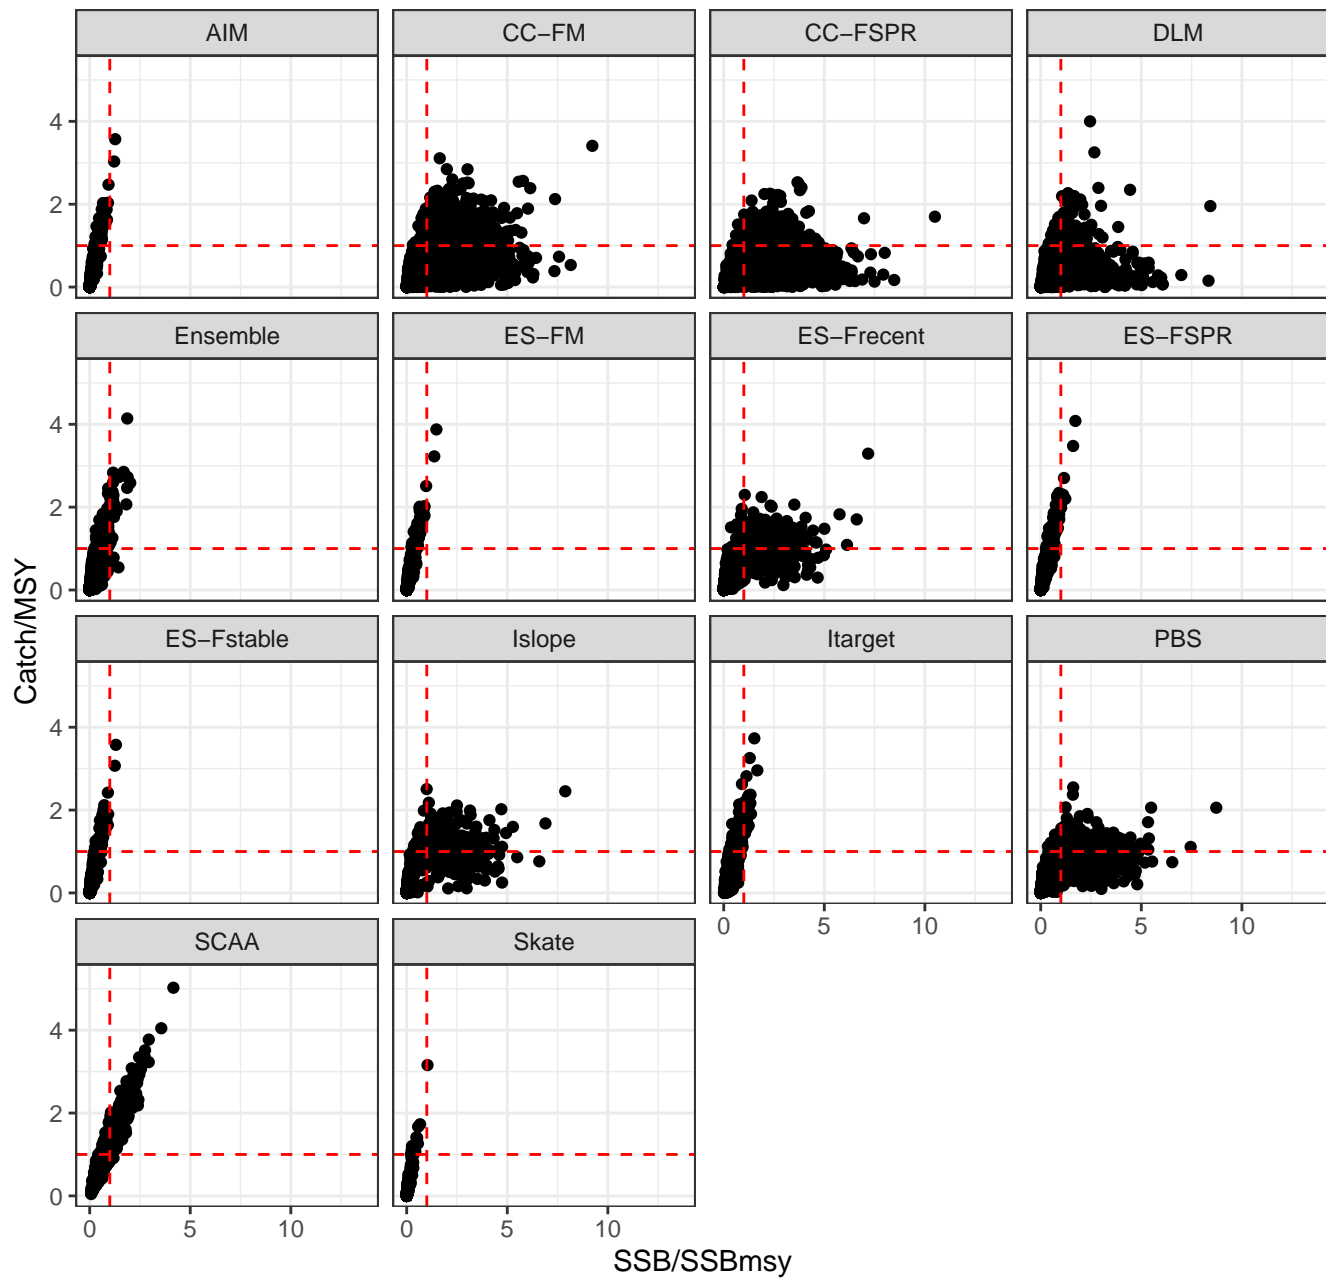 AIM CC−FM CC−FSPR DLM
4
2
0
Ensemble ES−FM ES−Frecent ES−FSPR
4
2
0
ES−Fstable Islope Itarget PBS
4
2
0
0 5 10 0 5 10
SCAA Skate
4
2
0
0 5 10 0 5 10
Catch/MSY
SSB/SSBmsy